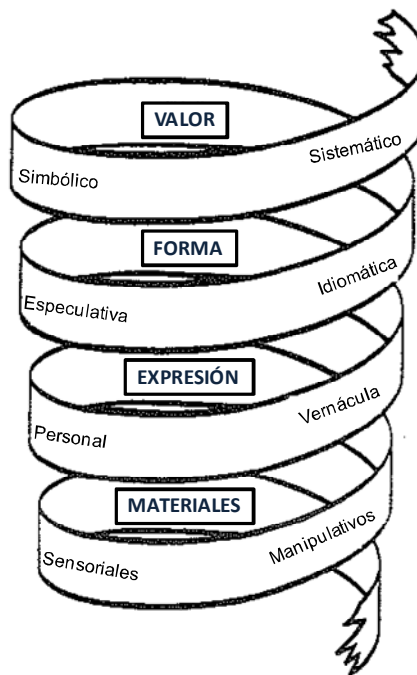 VALOR
Simbólico
Sistemático
FORMA
Especulativa
Idiomática
EXPRESIÓN
Personal
Vernácula
MATERIALES
Sensoriales
Manipulativos